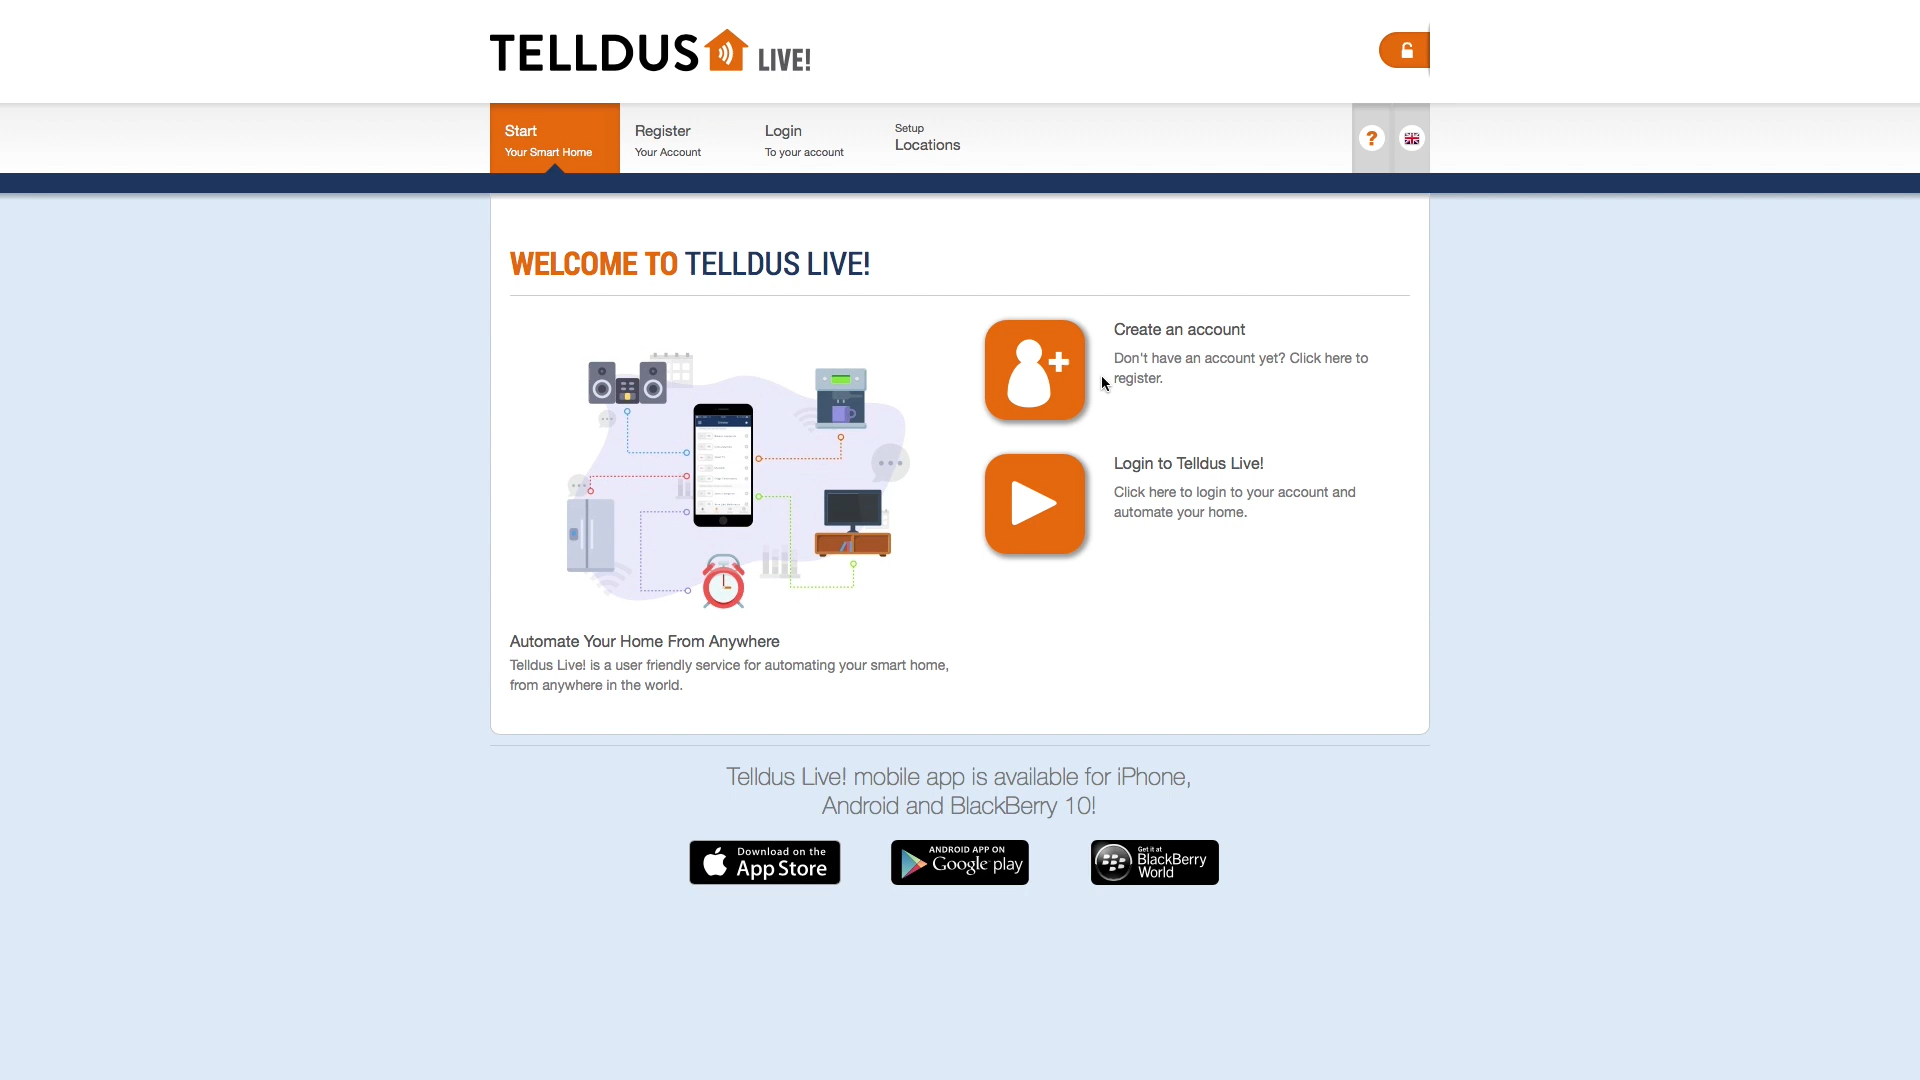 TELLDUS LIVE!
Start
Your Smart Home
Register
Your Account
Login
To your account
Setup
Locations
?
WELCOME TO TELLDUS LIVE!
Create an account
Don't have an account yet? Click here to
register.
Login to Telldus Live!
Click here to login to your account and
automate your home.
Automate Your Home From Anywhere
Telldus Live! is a user friendly service for automating your smart home,
from anywhere in the world.
Telldus Live! mobile app is available for iPhone,
Android and BlackBerry 10!
Download on the
App Store
ANDROID APP ON
Google play
Get it at
BlackBerry
World